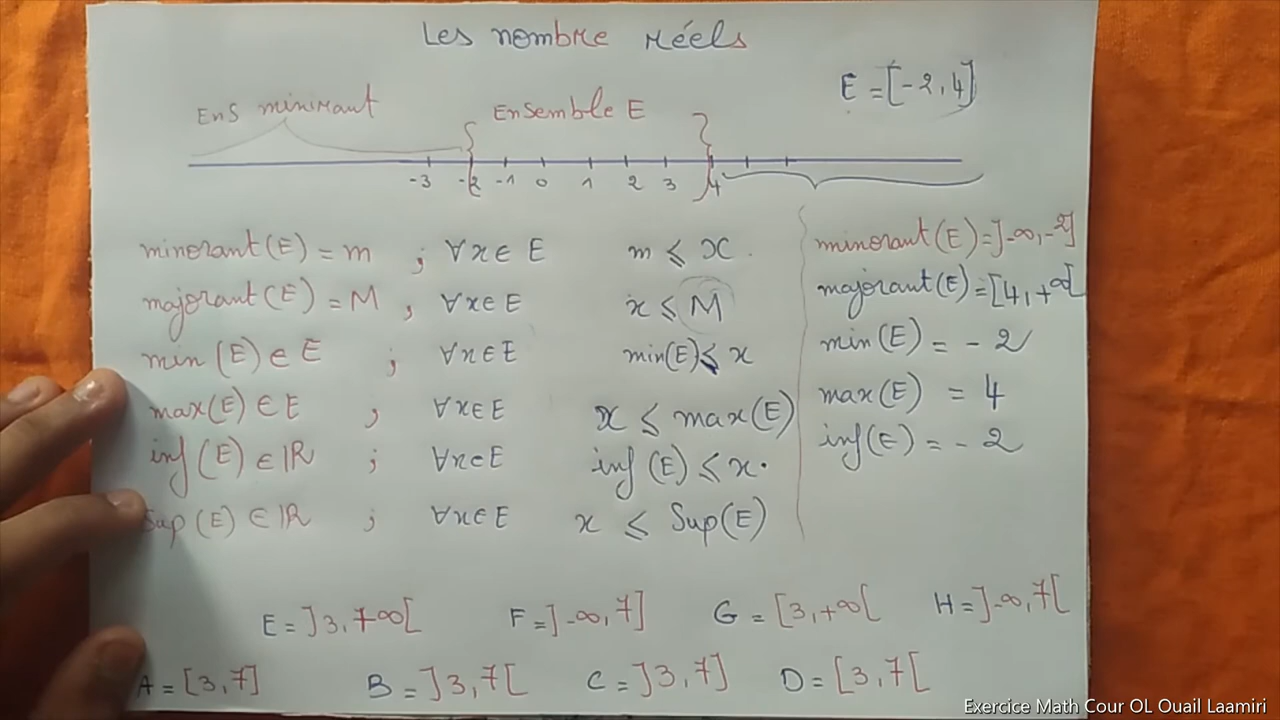 Les nombre réels
E = [-2, 4]
Ens minirant
Ensemble E
-3 -2 -1 0 1 2 3 4
minorant(E) = m ; ∀x∈E m ⩽ x
majorant(E) = M , ∀x∈E x ⩽ M
min(E) ∈ E ; ∀x∈E min(E) ⩽ x
max(E) ∈ E , ∀x∈E x ⩽ max(E)
inf(E) ∈ ℝ ; ∀x∈E inf(E) ⩽ x.
Sup(E) ∈ ℝ ; ∀x∈E x ⩽ Sup(E)
minorant(E) = ]-∞, -2]
majorant(E) = [4, +∞[
min(E) = -2
max(E) = 4
inf(E) = -2
E = ]3, +∞[ F = ]-∞, 7] G = [3, +∞[ H = ]-∞, 7[
A = [3, 7] B = ]3, 7[ C = ]3, 7] D = [3, 7[
Exercice Math Cour OL Ouail Laamiri